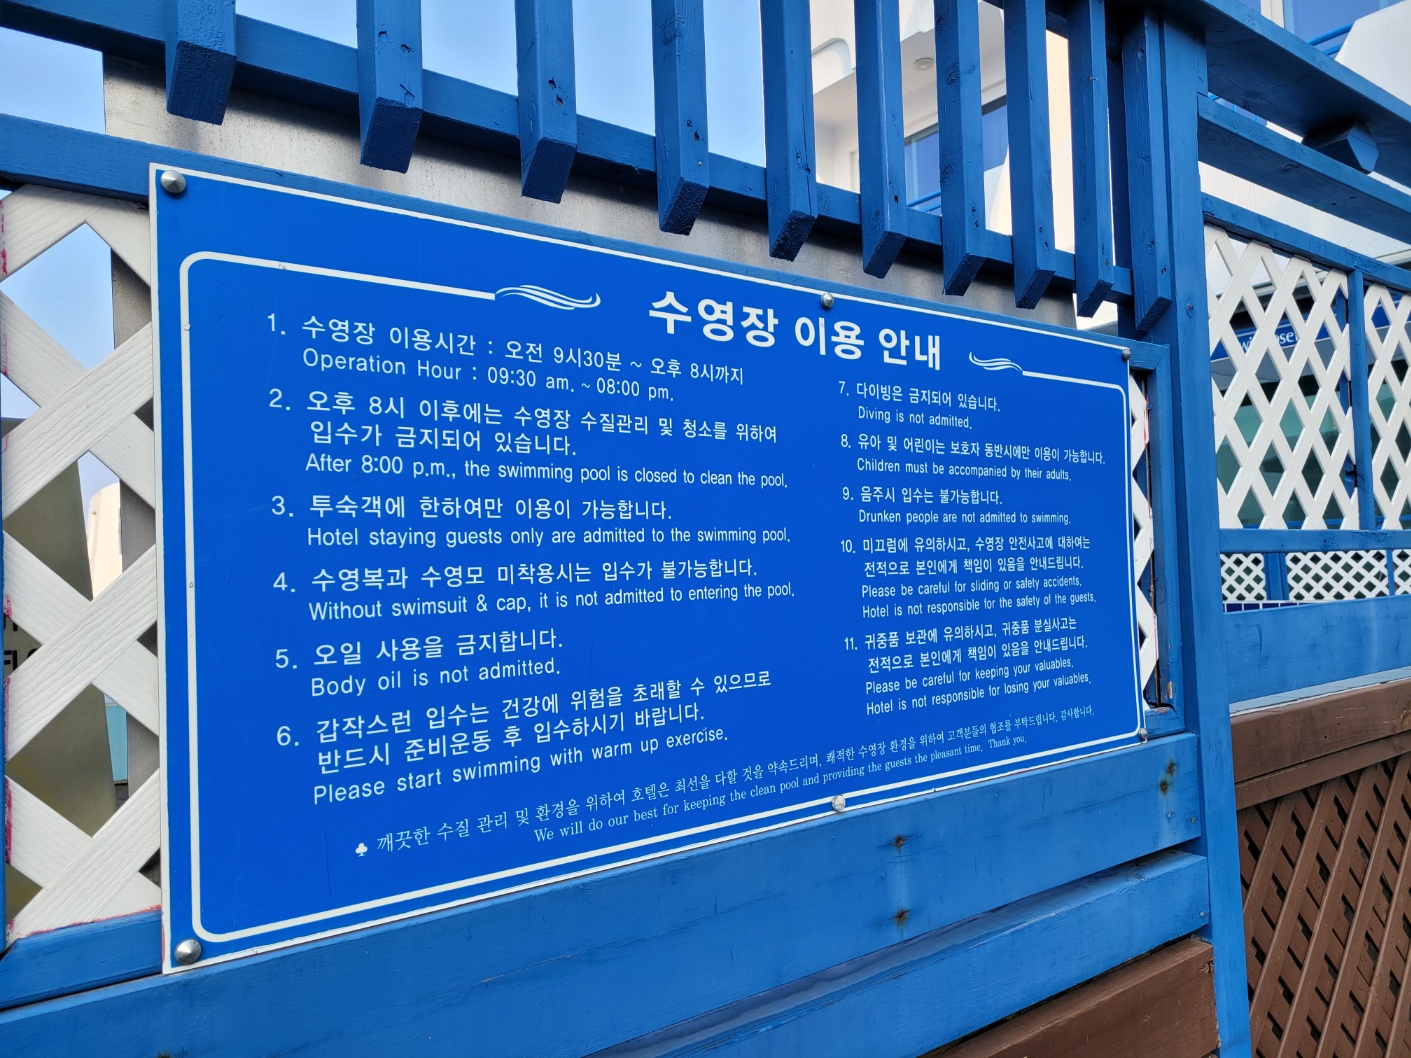 수영장 이용 안내
1. 수영장 이용시간 : 오전 9시30분 ~ 오후 8시까지
Operation Hour : 09:30 am. ~ 08:00 pm.
2. 오후 8시 이후에는 수영장 수질관리 및 청소를 위하여
입수가 금지되어 있습니다.
After 8:00 p.m., the swimming pool is closed to clean the pool.
3. 투숙객에 한하여만 이용이 가능합니다.
Hotel staying guests only are admitted to the swimming pool.
4. 수영복과 수영모 미착용시는 입수가 불가능합니다.
Without swimsuit & cap, it is not admitted to entering the pool.
5. 오일 사용을 금지합니다.
Body oil is not admitted.
6. 갑작스런 입수는 건강에 위험을 초래할 수 있으므로
반드시 준비운동 후 입수하시기 바랍니다.
Please start swimming with warm up exercise.
7. 다이빙은 금지되어 있습니다.
Diving is not admitted.
8. 유아 및 어린이는 보호자 동반시에만 이용이 가능합니다.
Children must be accompanied by their adults.
9. 음주시 입수는 불가능합니다.
Drunken people are not admitted to swimming.
10. 미끄럼에 유의하시고, 수영장 안전사고에 대하여는
전적으로 본인에게 책임이 있음을 안내드립니다.
Please be careful for sliding or safety accidents.
Hotel is not responsible for the safety of the guests.
11. 귀중품 보관에 유의하시고, 귀중품 분실사고는
전적으로 본인에게 책임이 있음을 안내드립니다.
Please be careful for keeping your valuables.
Hotel is not responsible for losing your valuables.
♣ 깨끗한 수질 관리 및 환경을 위하여 호텔은 최선을 다할 것을 약속드리며, 쾌적한 수영장 환경을 위하여 고객분들의 협조를 부탁드립니다. 감사합니다.
We will do our best for keeping the clean pool and providing the guests the pleasant time. Thank you.